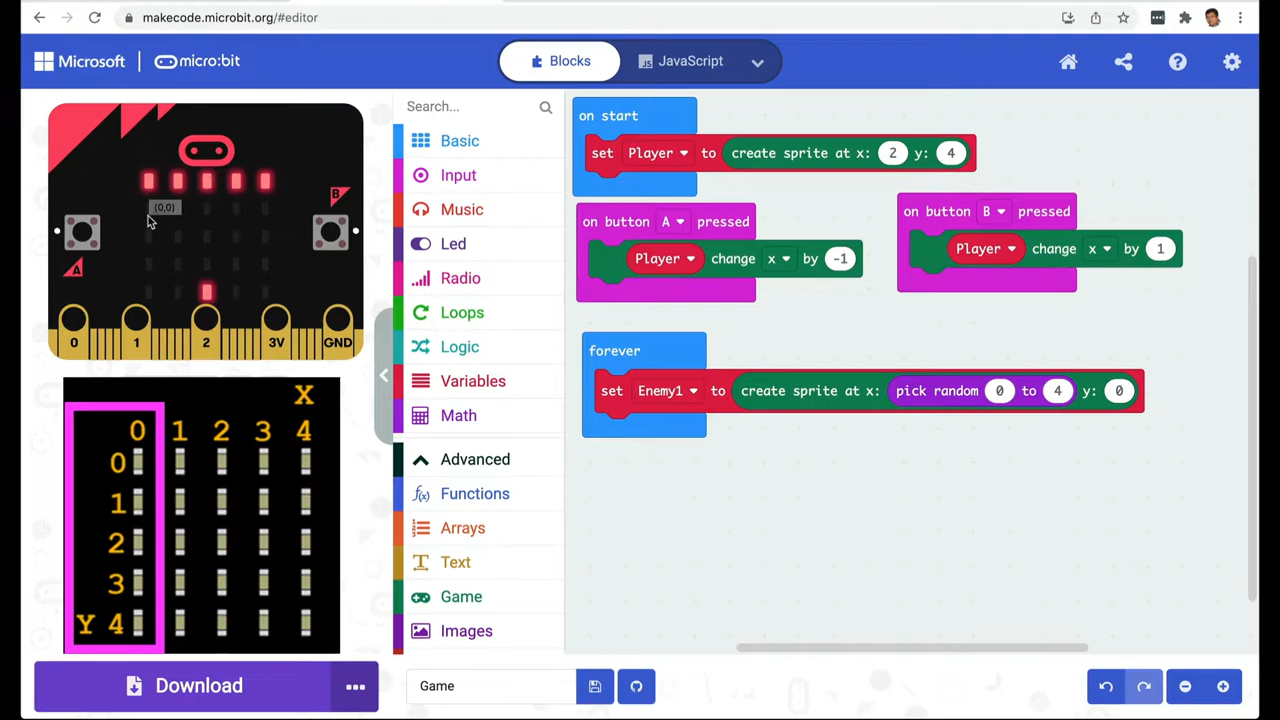 makecode.microbit.org/#editor
Microsoft micro:bit Blocks JS JavaScript
A B
(0,0)
0 1 2 3V GND
X
0 1 2 3 4
0
1
2
3
Y 4
Download ...
Search...
Basic
Input
Music
Led
Radio
Loops
Logic
Variables
Math
Advanced
f(x) Functions
Arrays
T Text
Game
Images
on start
set Player to create sprite at x: 2 y: 4
on button A pressed
Player change x by -1
on button B pressed
Player change x by 1
forever
set Enemy1 to create sprite at x: pick random 0 to 4 y: 0
Game